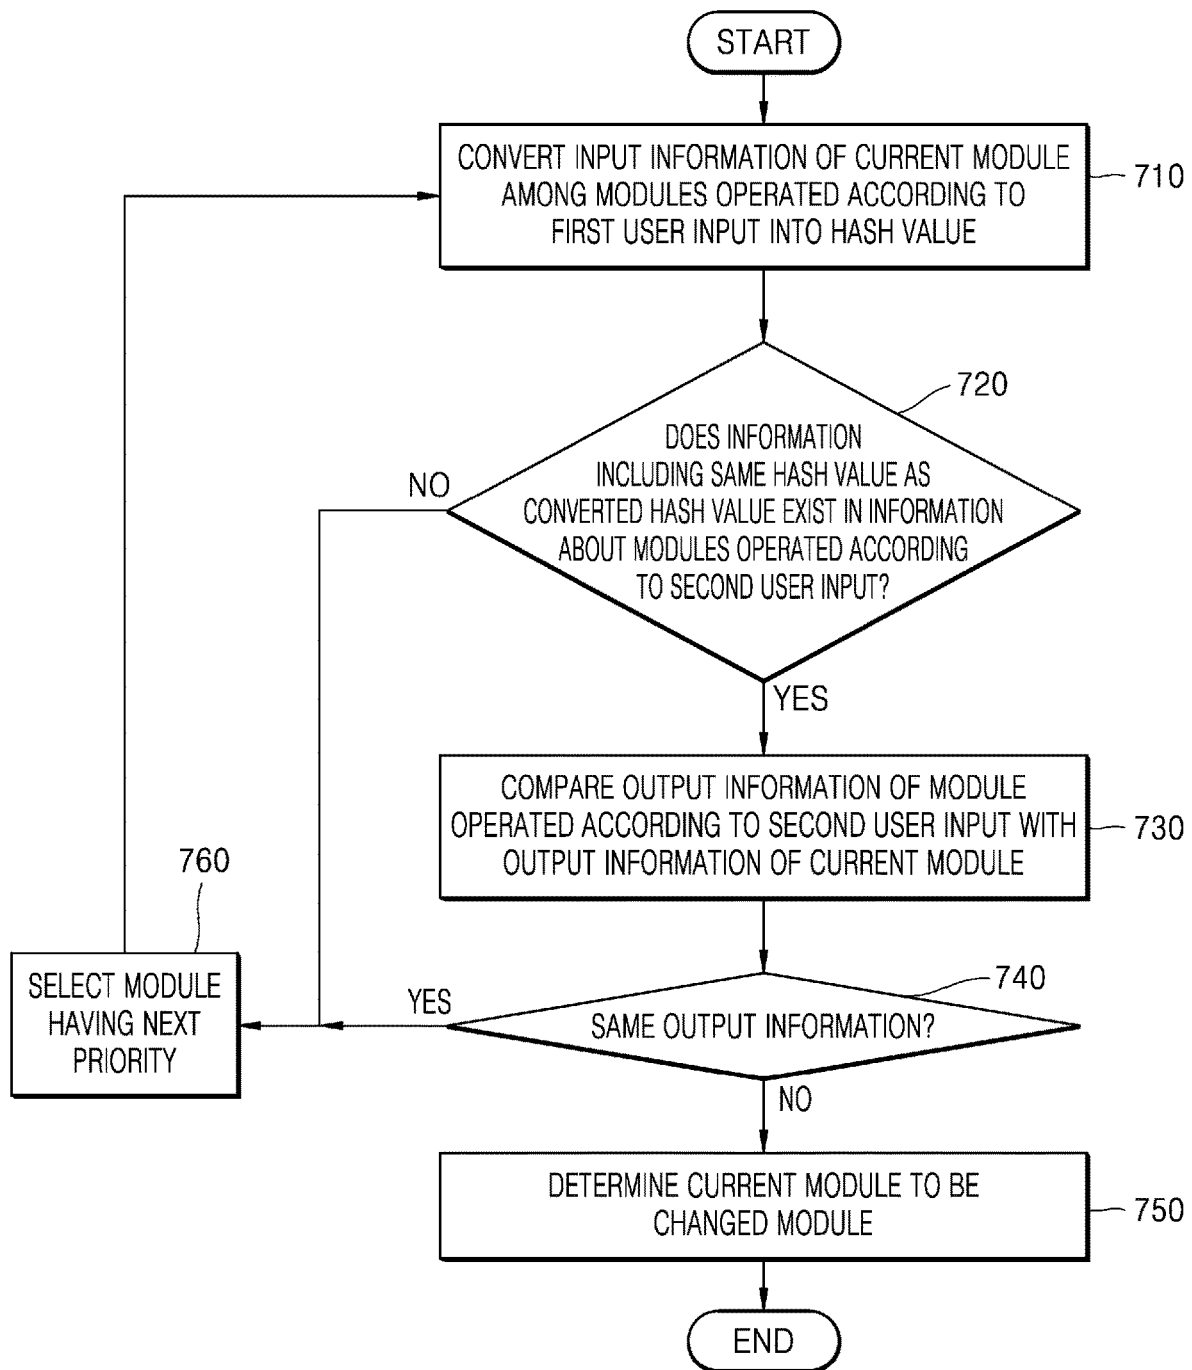 START
CONVERT INPUT INFORMATION OF CURRENT MODULE
AMONG MODULES OPERATED ACCORDING TO
FIRST USER INPUT INTO HASH VALUE
710
720
DOES INFORMATION
INCLUDING SAME HASH VALUE AS
CONVERTED HASH VALUE EXIST IN INFORMATION
ABOUT MODULES OPERATED ACCORDING
TO SECOND USER INPUT?
NO
YES
COMPARE OUTPUT INFORMATION OF MODULE
OPERATED ACCORDING TO SECOND USER INPUT WITH
OUTPUT INFORMATION OF CURRENT MODULE
730
760
SELECT MODULE
HAVING NEXT
PRIORITY
YES
740
SAME OUTPUT INFORMATION?
NO
DETERMINE CURRENT MODULE TO BE
CHANGED MODULE
750
END